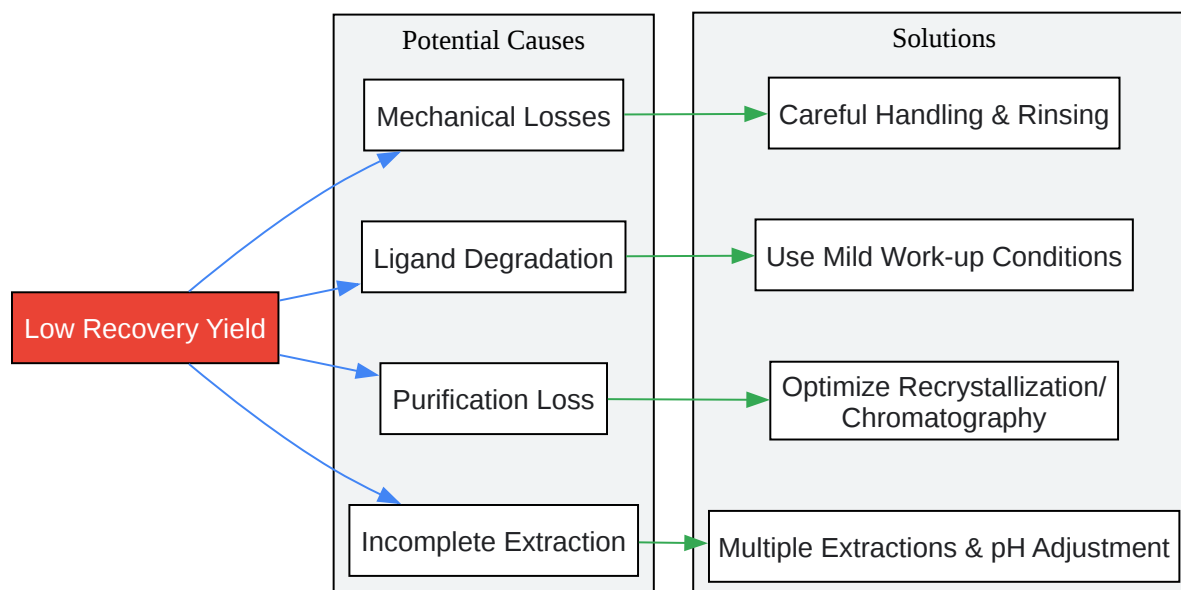 Potential Causes
Solutions
Mechanical Losses
Careful Handling & Rinsing
Ligand Degradation
Use Mild Work-up Conditions
Low Recovery Yield
Purification Loss
Optimize Recrystallization/
Chromatography
Incomplete Extraction
Multiple Extractions & pH Adjustment